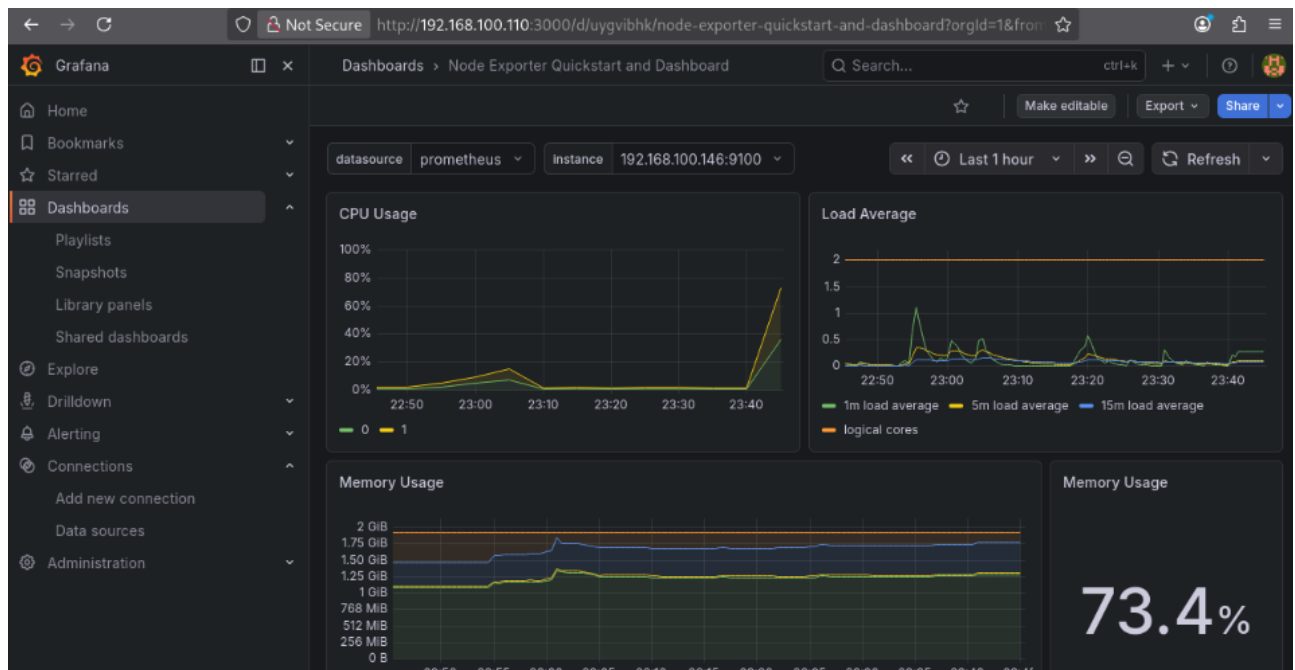 Not Secure http://192.168.100.110:3000/d/uygvibhk/node-exporter-quickstart-and-dashboard?orgId=1&from
Grafana
Dashboards › Node Exporter Quickstart and Dashboard
Search... ctrl+k
Home
Bookmarks
Starred
Dashboards
Playlists
Snapshots
Library panels
Shared dashboards
Explore
Drilldown
Alerting
Connections
Add new connection
Data sources
Administration
Make editable Export Share
datasource prometheus instance 192.168.100.146:9100 Last 1 hour Refresh
CPU Usage
100%
80%
60%
40%
20%
0%
22:50 23:00 23:10 23:20 23:30 23:40
0 1
Load Average
2
1.5
1
0.5
0
22:50 23:00 23:10 23:20 23:30 23:40
1m load average 5m load average 15m load average
logical cores
Memory Usage
2 GiB
1.75 GiB
1.50 GiB
1.25 GiB
1 GiB
768 MiB
512 MiB
256 MiB
0 B
Memory Usage
73.4%